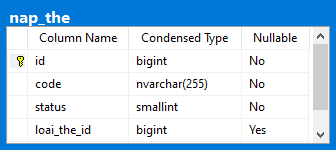 nap_the
Column Name Condensed Type Nullable
id bigint No
code nvarchar(255) No
status smallint No
loai_the_id bigint Yes